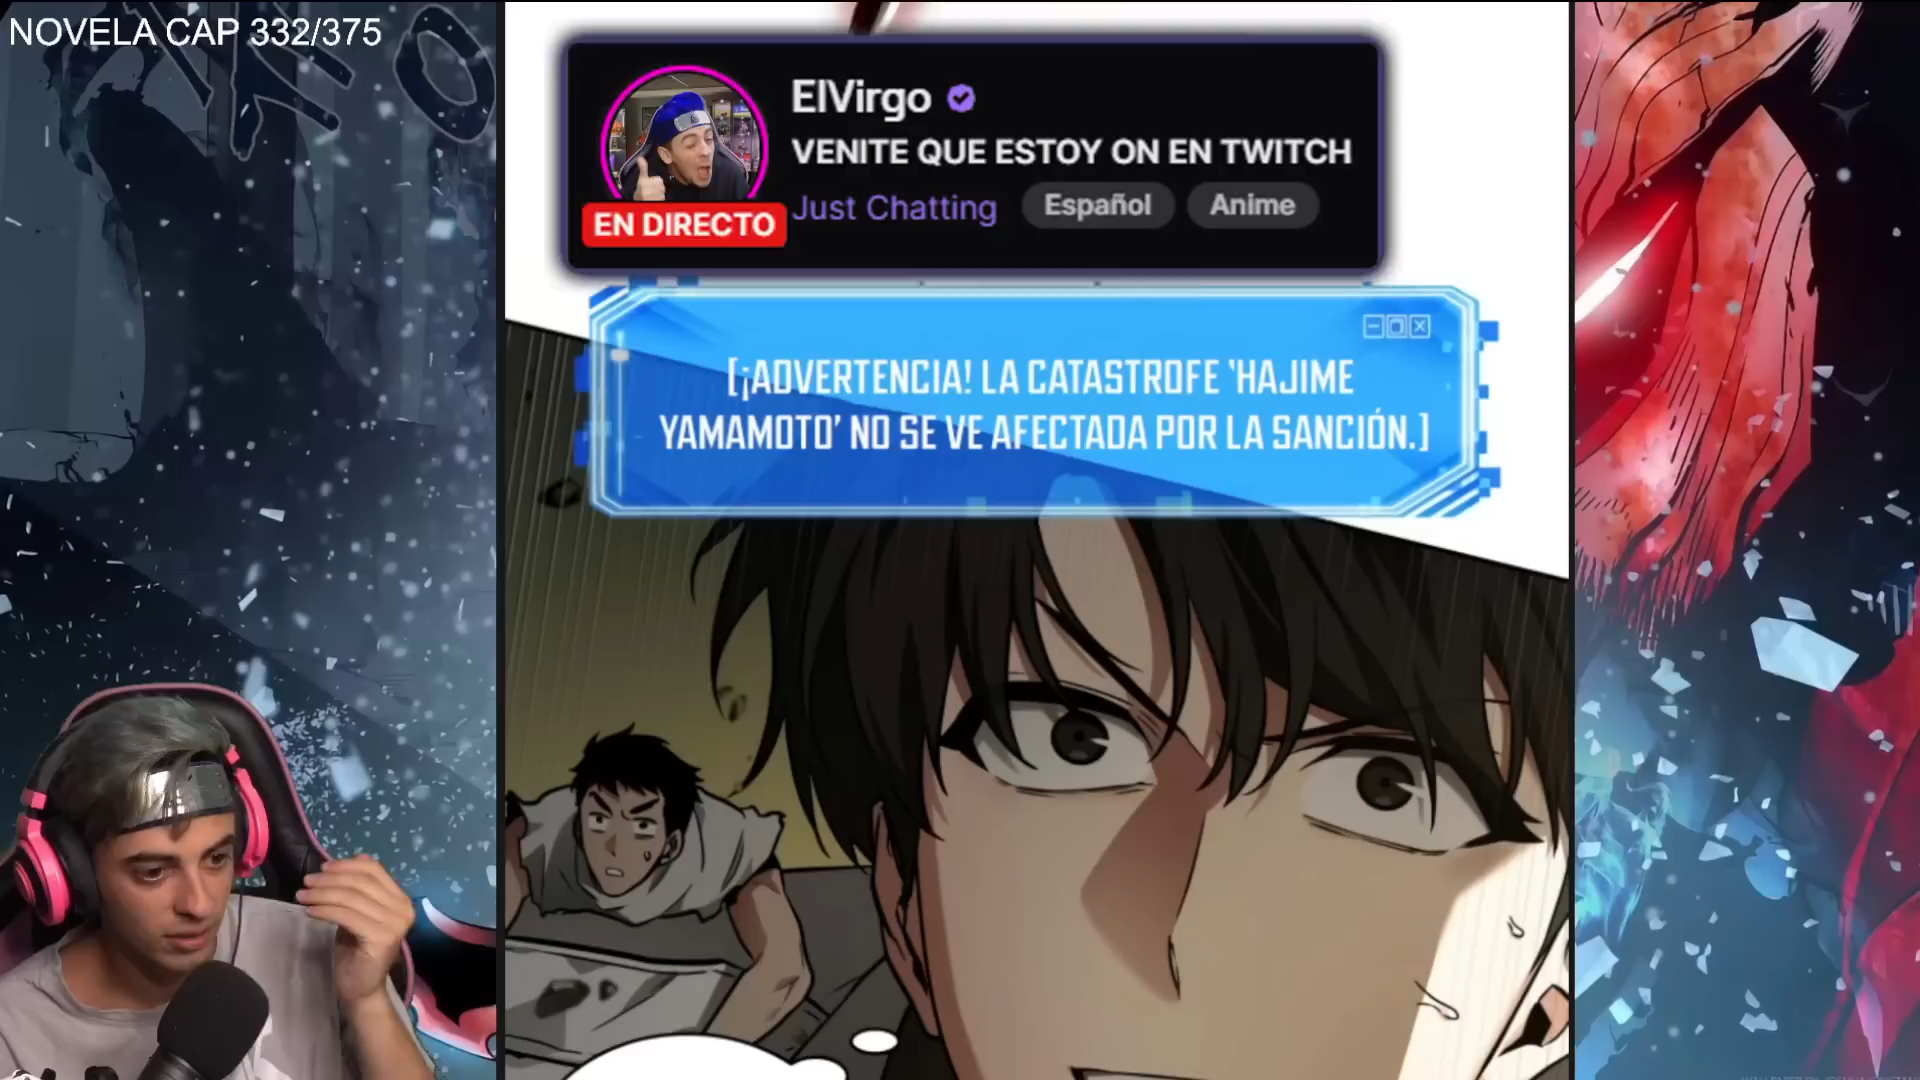 NOVELA CAP 332/375
ElVirgo
VENITE QUE ESTOY ON EN TWITCH
Just Chatting Español Anime
EN DIRECTO
[¡ADVERTENCIA! LA CATASTROFE 'HAJIME
YAMAMOTO' NO SE VE AFECTADA POR LA SANCIÓN.]